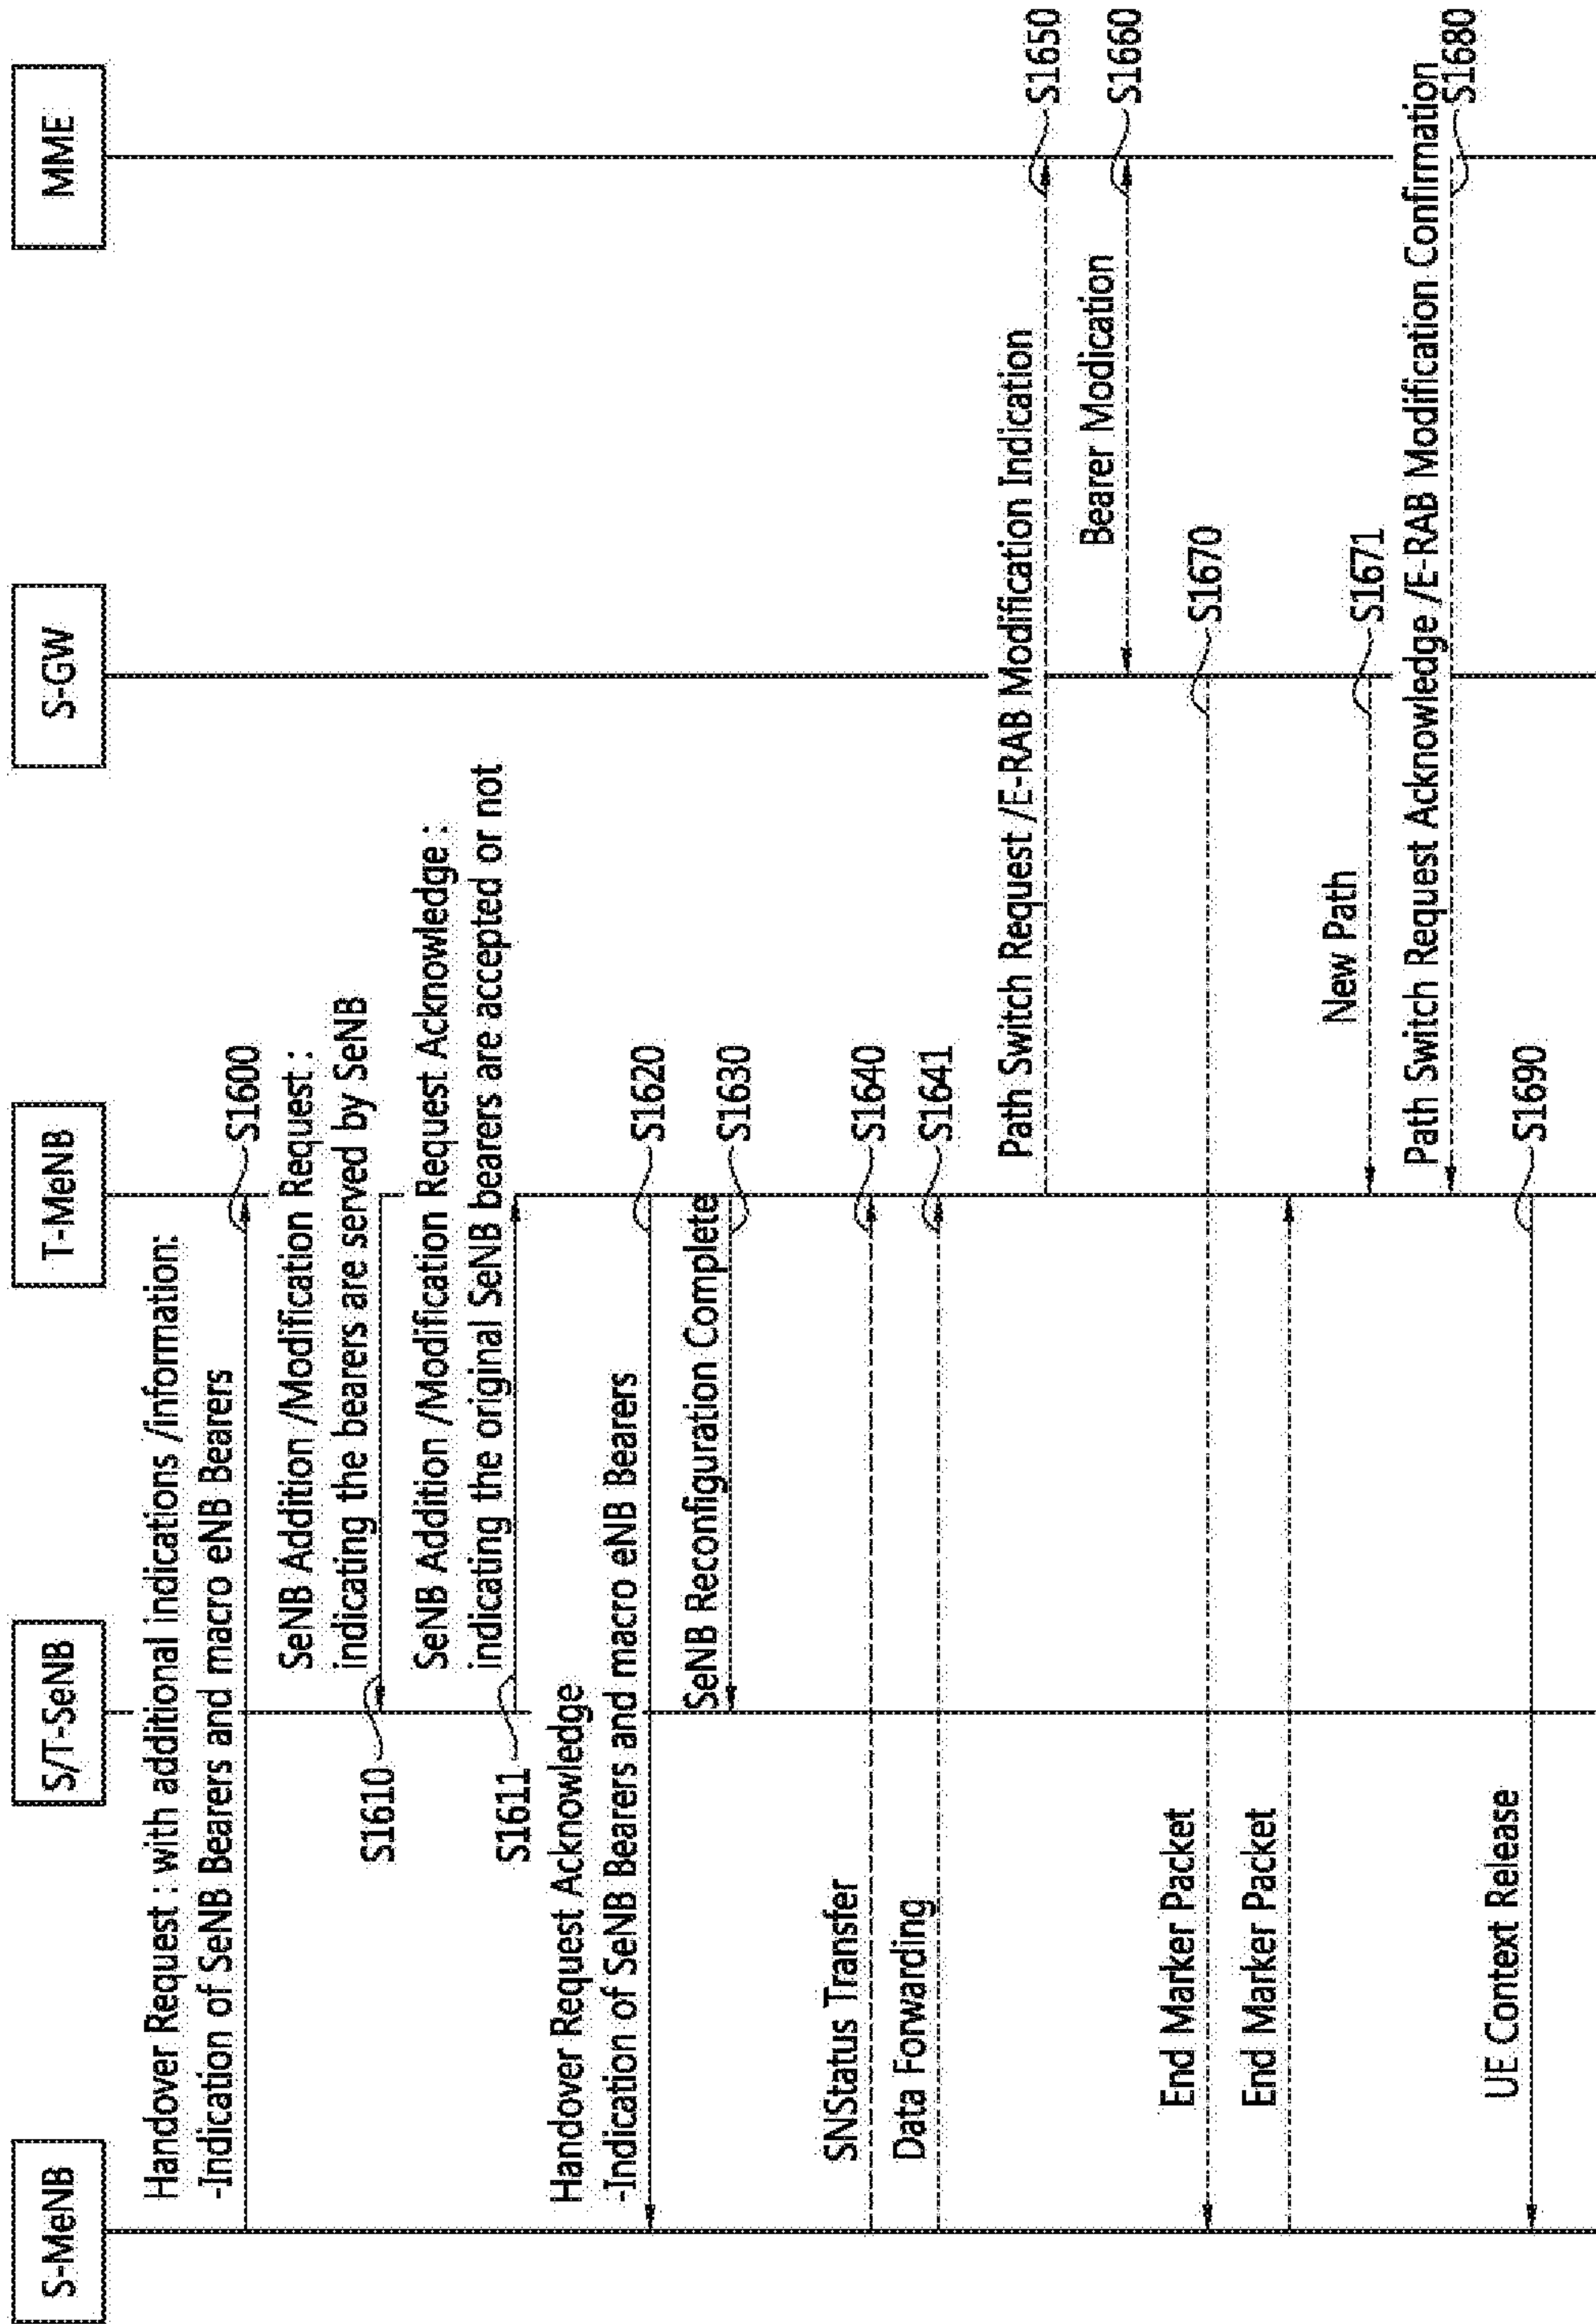 S-MeNB
S/T-SeNB
T-MeNB
S-GW
MME
Handover Request : with additional indications /information:
-Indication of SeNB Bearers and macro eNB Bearers
S1600
SeNB Addition /Modification Request :
indicating the bearers are served by SeNB
S1610
SeNB Addition /Modification Request Acknowledge :
indicating the original SeNB bearers are accepted or not
S1611
Handover Request Acknowledge
-Indication of SeNB Bearers and macro eNB Bearers
S1620
SeNB Reconfiguration Complete
S1630
SNStatus Transfer
S1640
Data Forwarding
S1641
Path Switch Request /E-RAB Modification Indication
S1650
Bearer Modication
S1660
End Marker Packet
S1670
End Marker Packet
New Path
S1671
Path Switch Request Acknowledge /E-RAB Modification Confirmation
S1680
UE Context Release
S1690